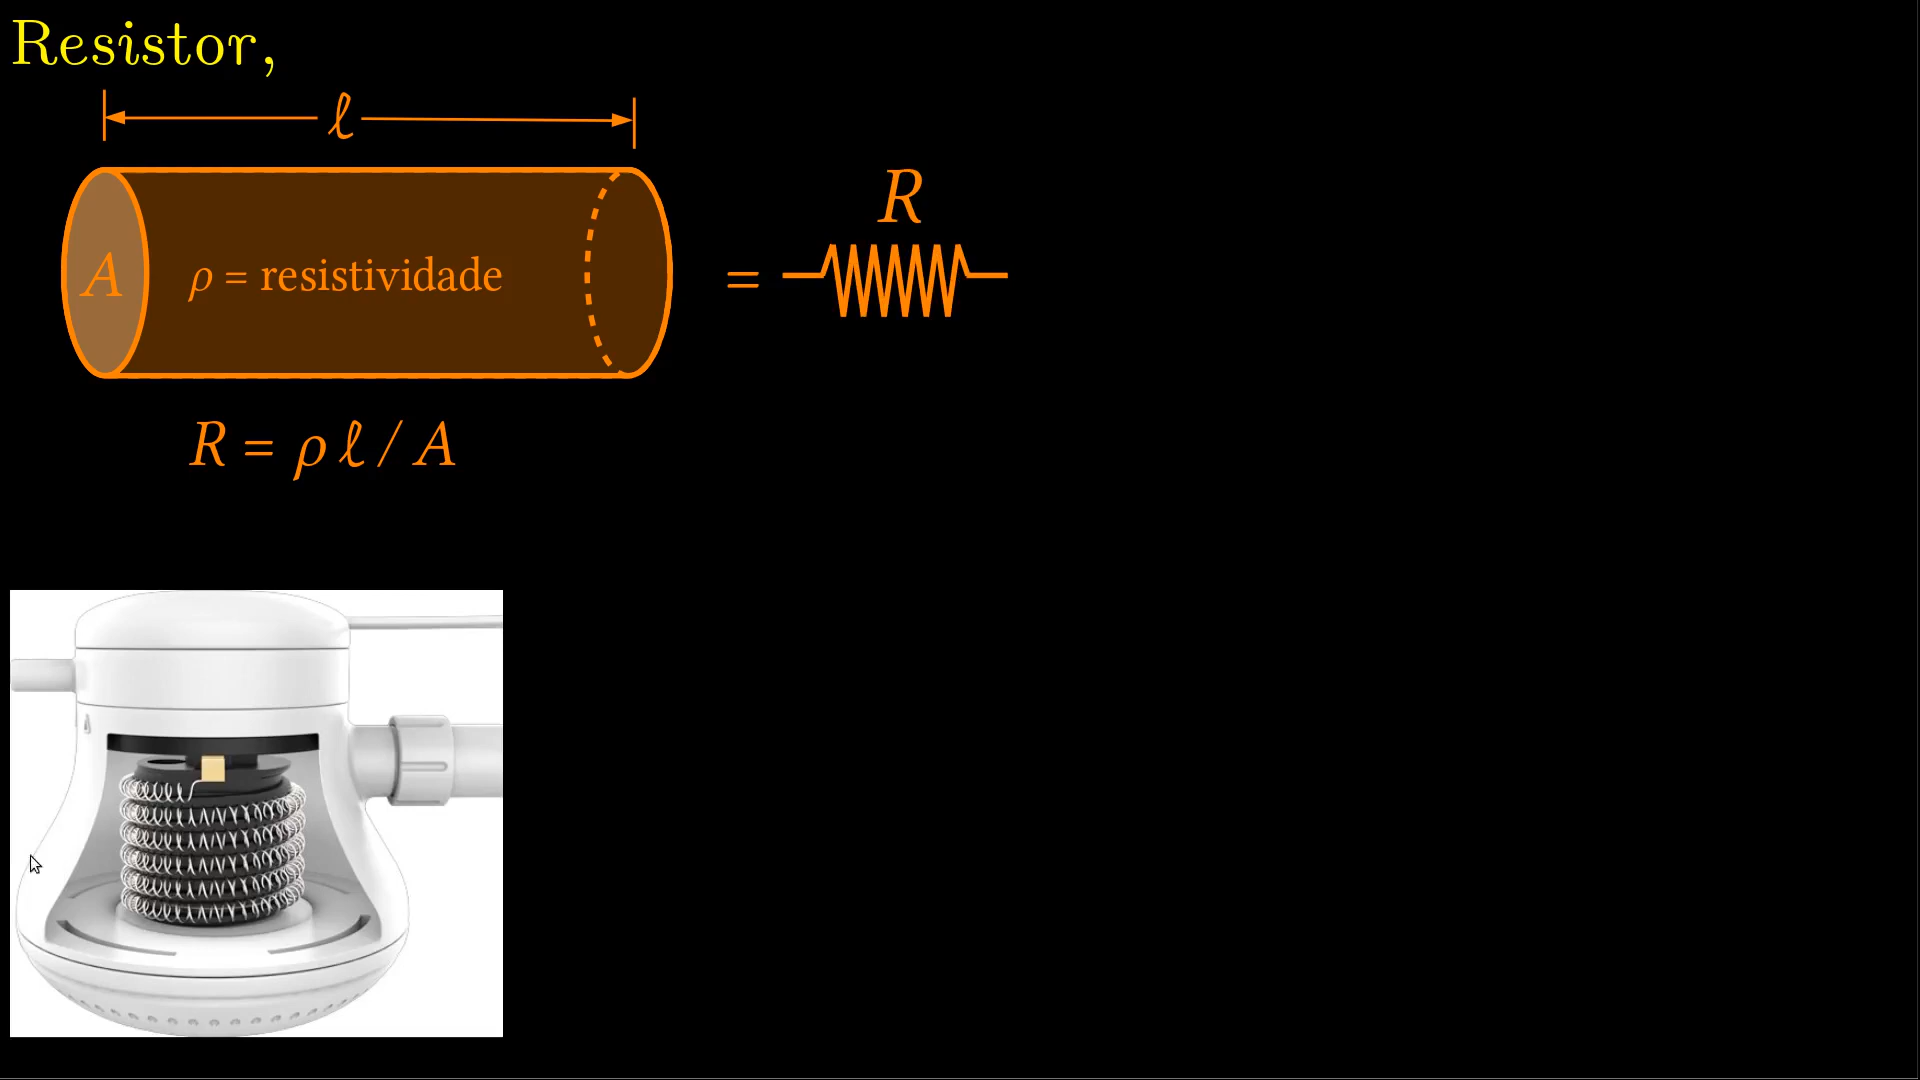 Resistor,
ℓ
R
A
ρ = resistividade
=
R = ρ ℓ / A